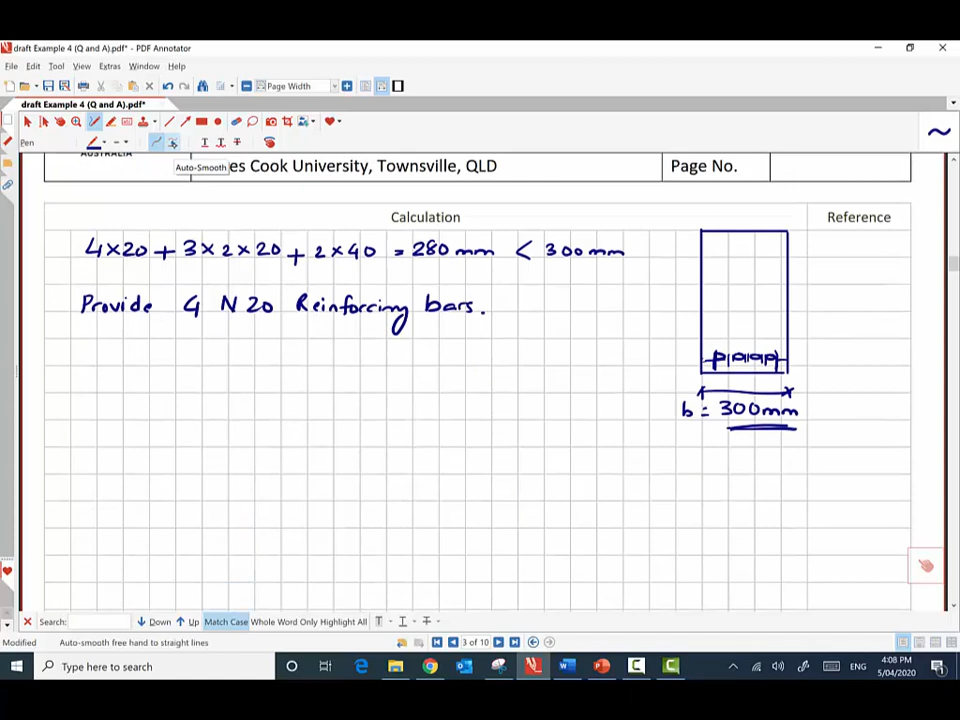 draft Example 4 (Q and A).pdf* - PDF Annotator
File Edit Tool View Extras Window Help
Page Width
draft Example 4 (Q and A).pdf*
Pen
AUSTRALIA
Auto-Smooth
es Cook University, Townsville, QLD
Page No.
Calculation
Reference
4×20 + 3×2×20 + 2×40 = 280 mm < 300 mm
Provide 4 N 20 Reinforcing bars.
b = 300mm
Search: Down Up Match Case Whole Word Only Highlight All
Modified Auto-smooth free hand to straight lines 3 of 10
Type here to search
ENG
4:08 PM
5/04/2020